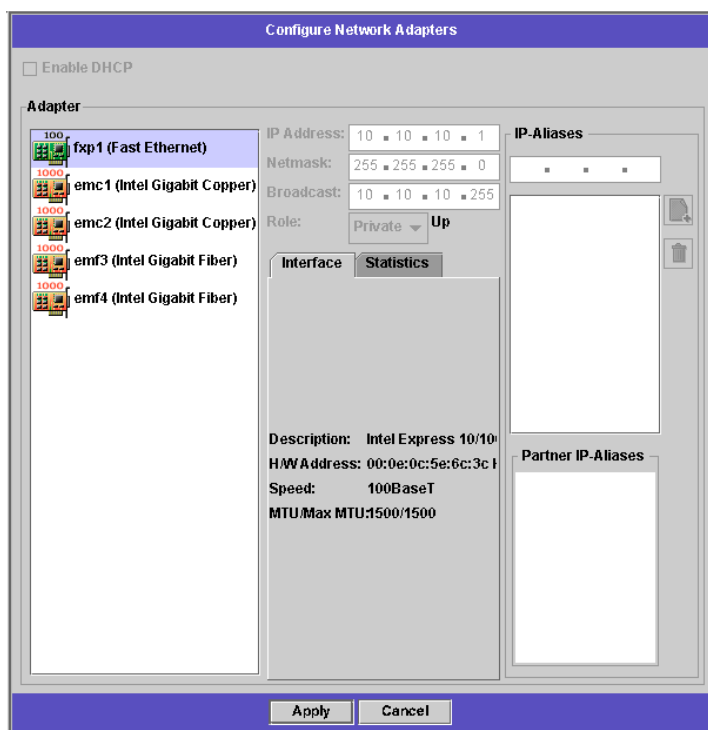 Configure Network Adapters
Enable DHCP
Adapter
100
fxp1 (Fast Ethernet)
1000
emc1 (Intel Gigabit Copper)
1000
emc2 (Intel Gigabit Copper)
1000
emf3 (Intel Gigabit Fiber)
1000
emf4 (Intel Gigabit Fiber)
IP Address: 10 . 10 . 10 . 1
Netmask: 255 . 255 . 255 . 0
Broadcast: 10 . 10 . 10 . 255
Role: Private Up
Interface Statistics
Description: Intel Express 10/10
H/W Address: 00:0e:0c:5e:6c:3c
Speed: 100BaseT
MTU/Max MTU: 1500/1500
IP-Aliases
. . .
Partner IP-Aliases
Apply Cancel